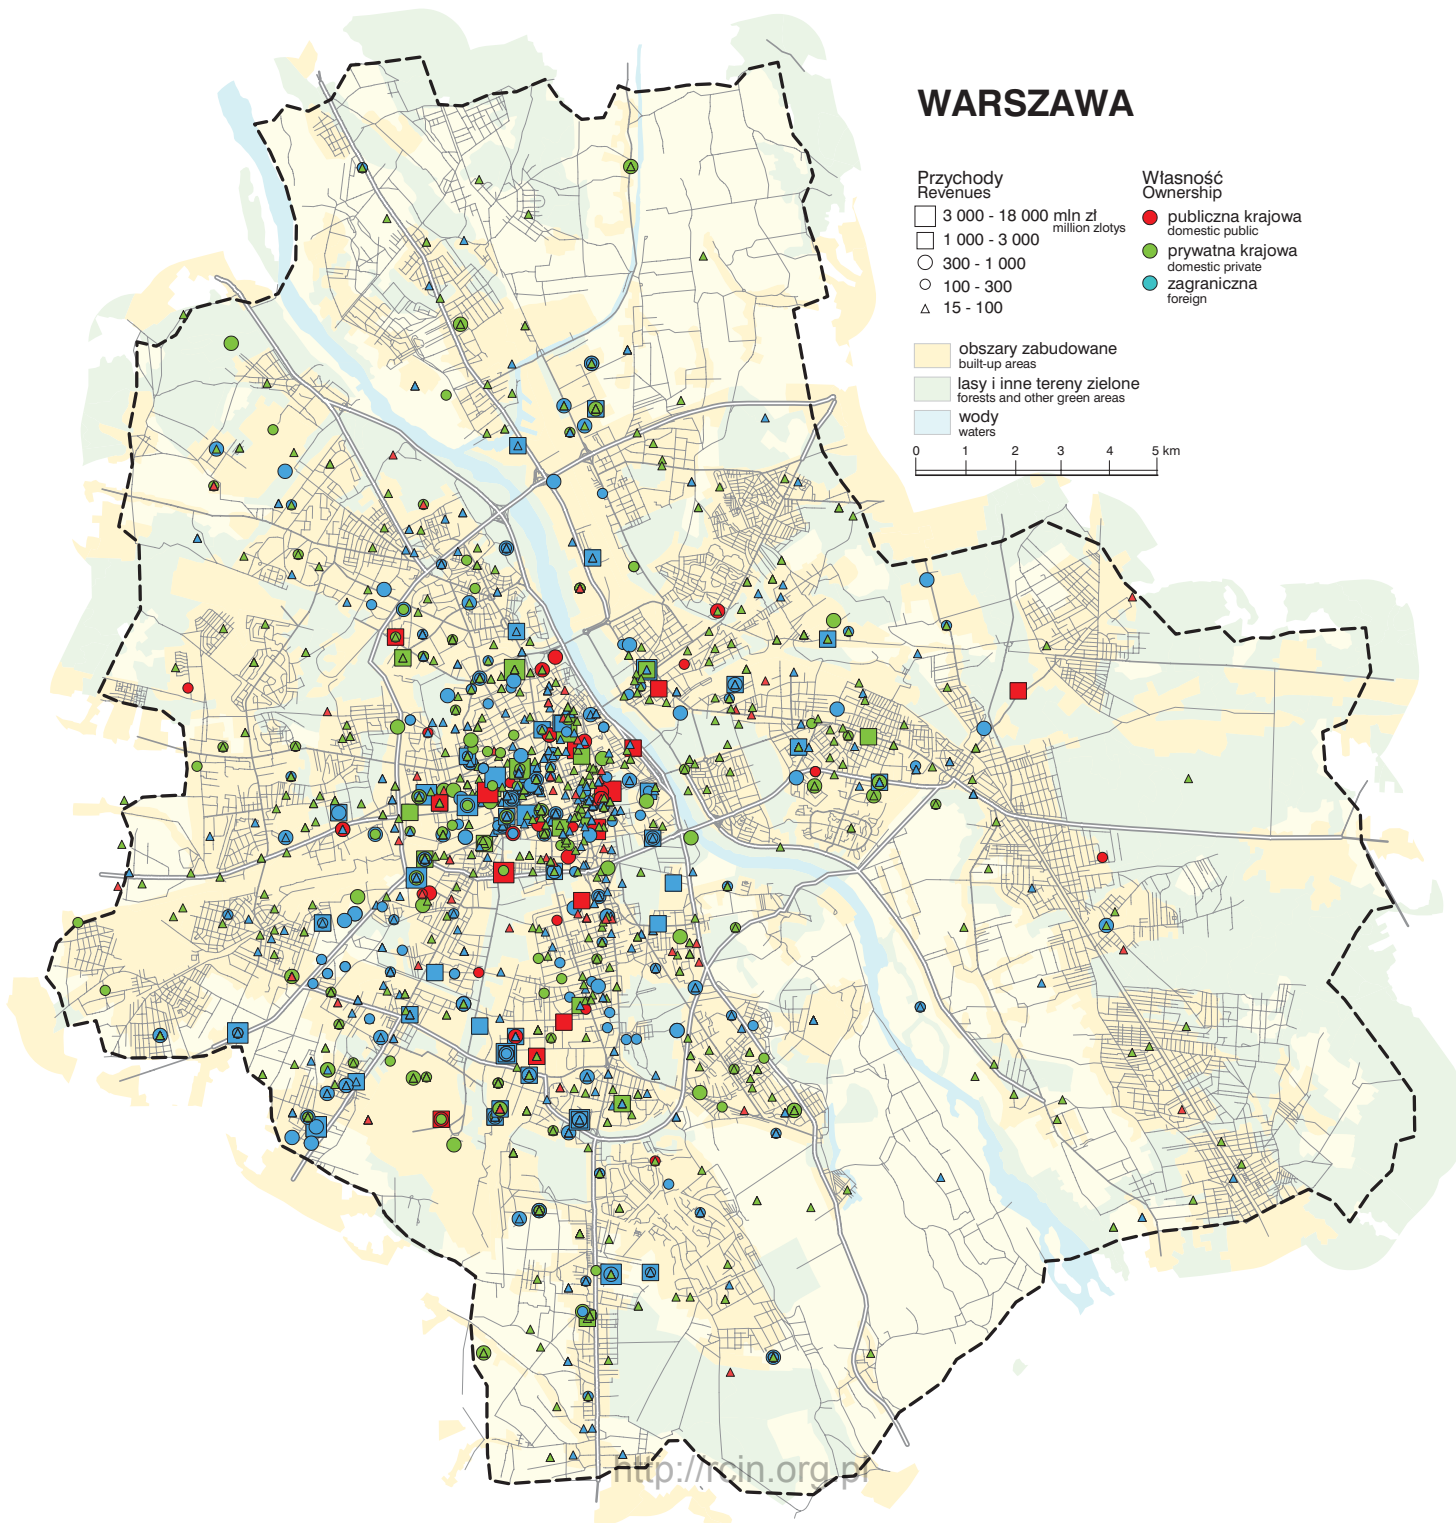 WARSZAWA
Przychody
Revenues
3 000 - 18 000 mln zł
million zlotys
1 000 - 3 000
300 - 1 000
100 - 300
15 - 100
Własność
Ownership
publiczna krajowa
domestic public
prywatna krajowa
domestic private
zagraniczna
foreign
obszary zabudowane
built-up areas
lasy i inne tereny zielone
forests and other green areas
wody
waters
0 1 2 3 4 5 km
http://rcin.org.pl